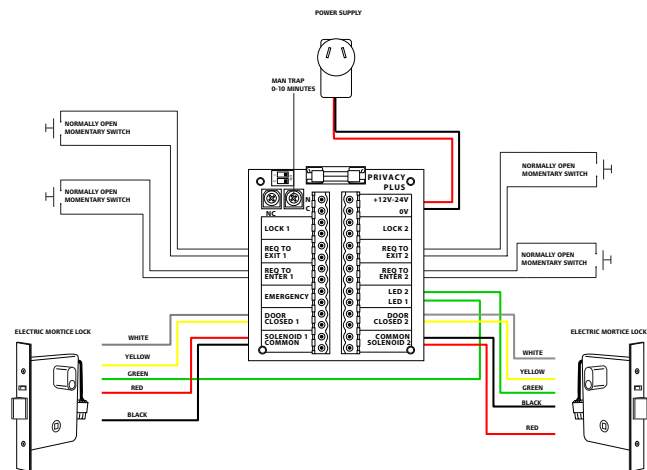 POWER SUPPLY
MAN TRAP
0-10 MINUTES
NORMALLY OPEN
MOMENTARY SWITCH
NORMALLY OPEN
MOMENTARY SWITCH
NORMALLY OPEN
MOMENTARY SWITCH
NORMALLY OPEN
MOMENTARY SWITCH
PRIVACY
PLUS
N
C
NC
+12V-24V
0V
LOCK 1
LOCK 2
REQ TO
EXIT 1
REQ TO
EXIT 2
REQ TO
ENTER 1
REQ TO
ENTER 2
EMERGENCY
LED 2
LED 1
DOOR
CLOSED 1
DOOR
CLOSED 2
SOLENOID 1
COMMON
COMMON
SOLENOID 2
ELECTRIC MORTICE LOCK
WHITE
YELLOW
GREEN
RED
BLACK
ELECTRIC MORTICE LOCK
WHITE
YELLOW
GREEN
BLACK
RED